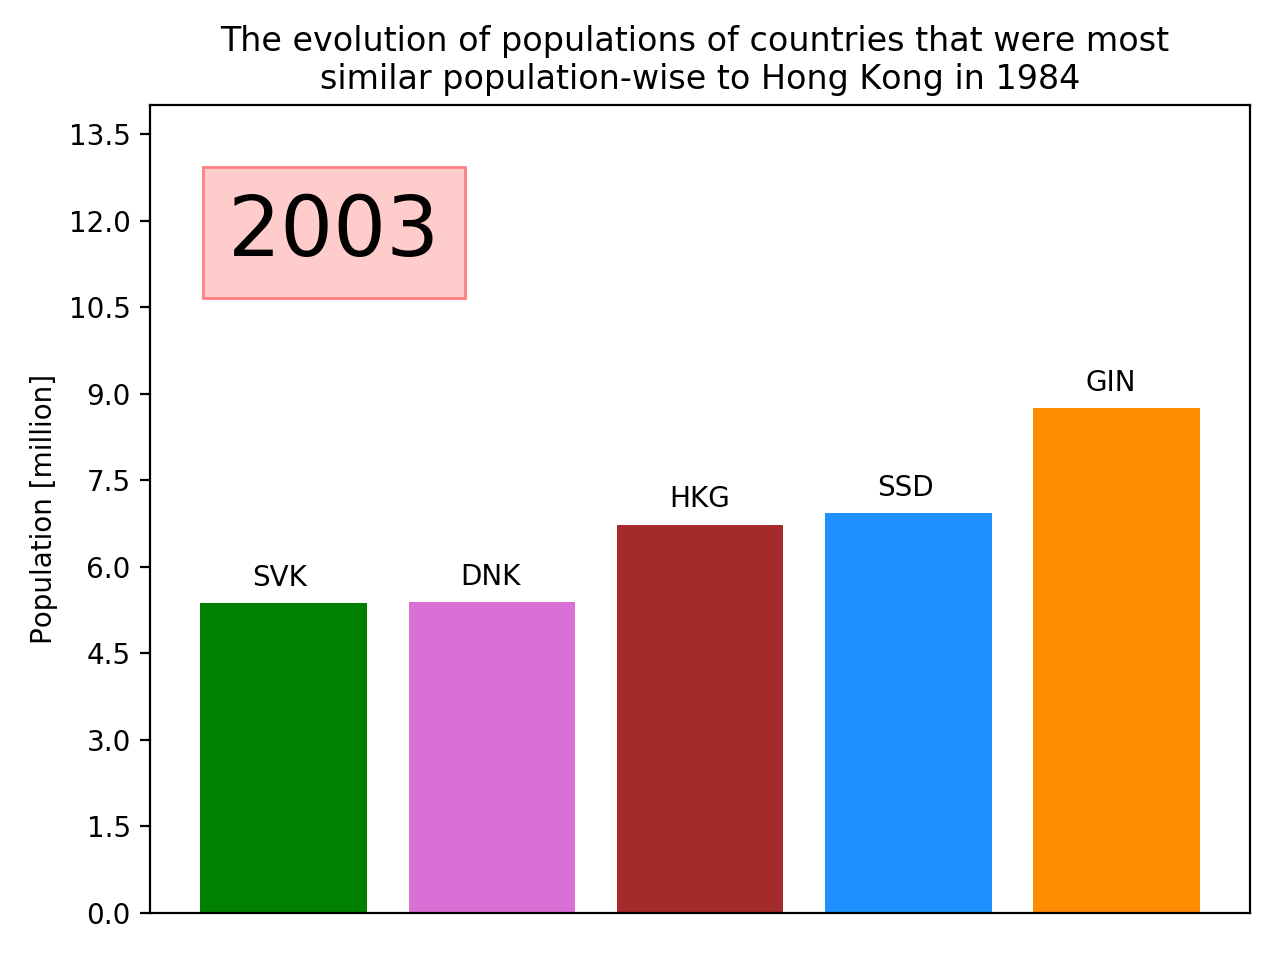 The evolution of populations of countries that were most
similar population-wise to Hong Kong in 1984
13.5
12.0
10.5
9.0
7.5
6.0
4.5
3.0
1.5
0.0
Population [million]
2003
SVK
DNK
HKG
SSD
GIN